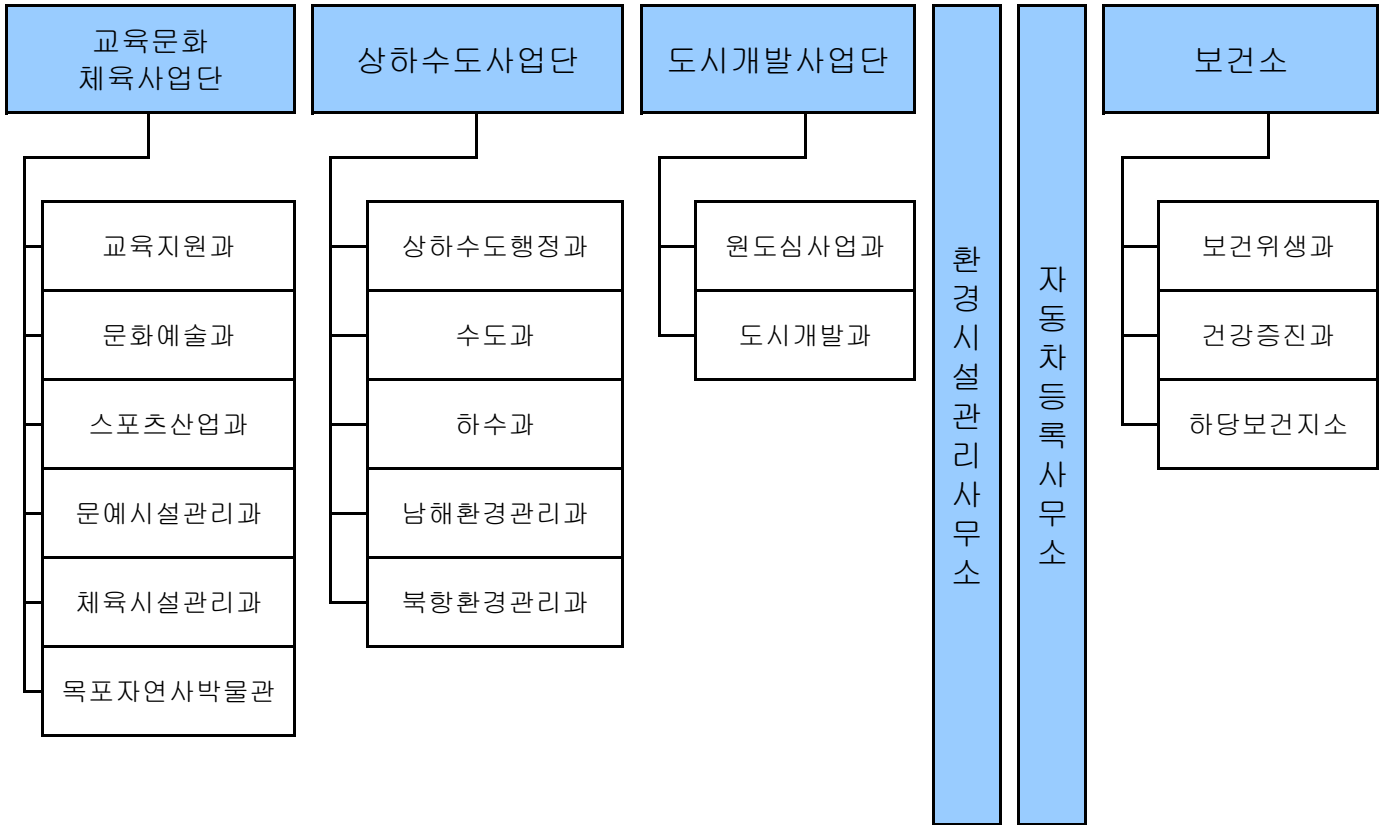 교육문화
체육사업단
교육지원과
문화예술과
스포츠산업과
문예시설관리과
체육시설관리과
목포자연사박물관
상하수도사업단
상하수도행정과
수도과
하수과
남해환경관리과
북항환경관리과
도시개발사업단
원도심사업과
도시개발과
환경시설관리사무소
자동차등록사무소
보건소
보건위생과
건강증진과
하당보건지소